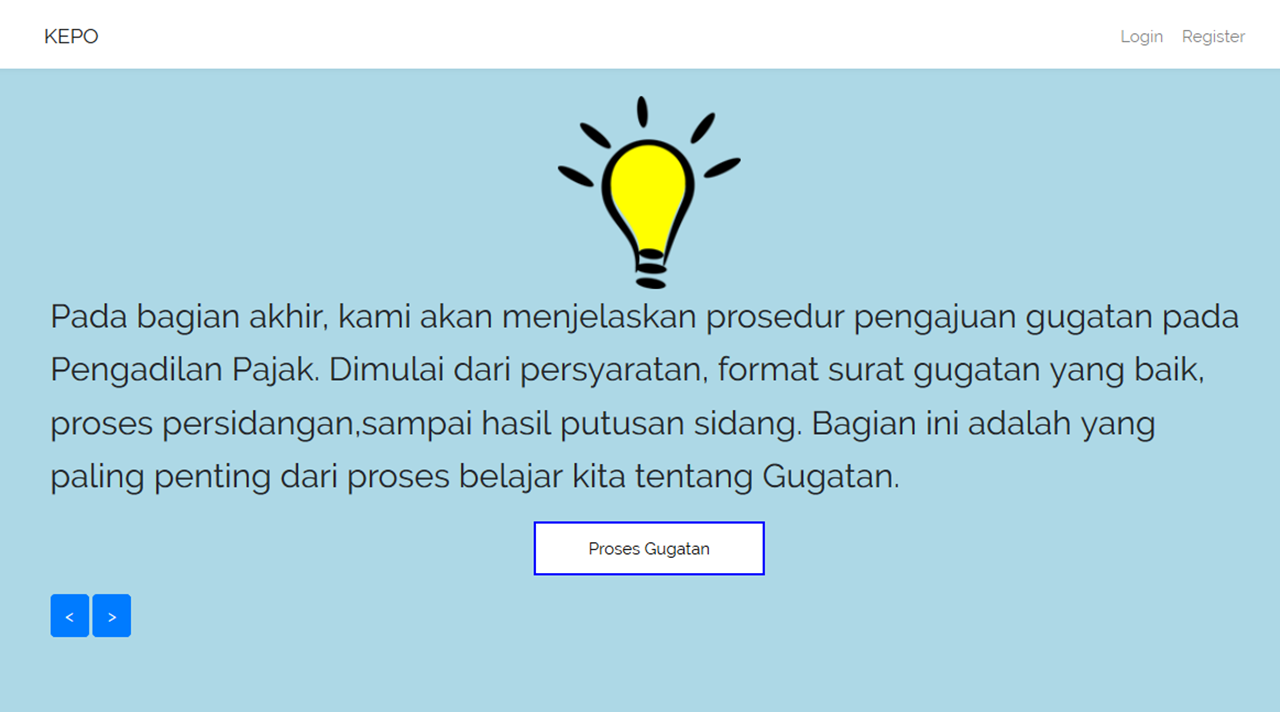 KEPO
Login Register
Pada bagian akhir, kami akan menjelaskan prosedur pengajuan gugatan pada
Pengadilan Pajak. Dimulai dari persyaratan, format surat gugatan yang baik,
proses persidangan,sampai hasil putusan sidang. Bagian ini adalah yang
paling penting dari proses belajar kita tentang Gugatan.
Proses Gugatan
< >